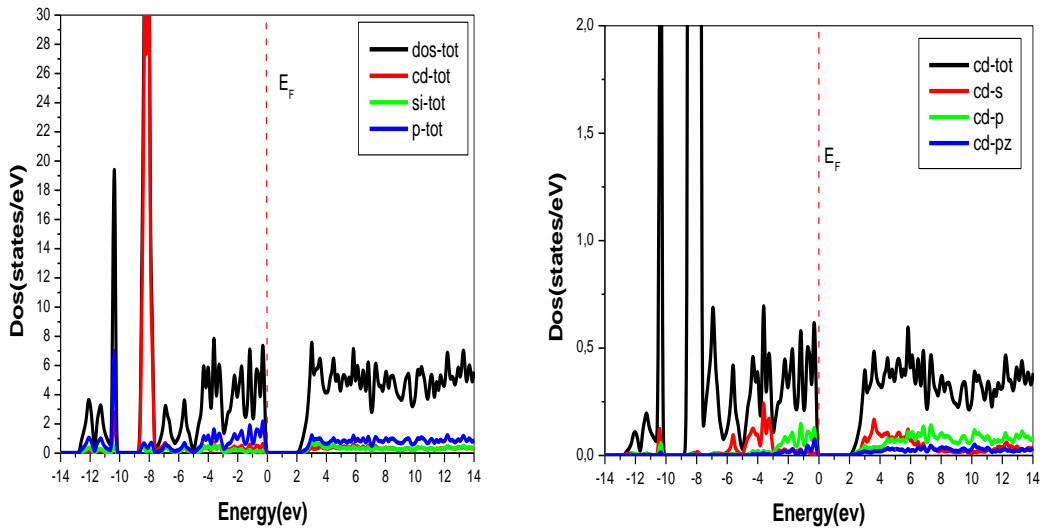 30
28
26
24
22
20
18
16
14
12
10
8
6
4
2
0
Dos(states/eV)
dos-tot
cd-tot
si-tot
p-tot
E_F
-14 -12 -10 -8 -6 -4 -2 0 2 4 6 8 10 12 14
Energy(ev)
2,0
1,5
1,0
0,5
0,0
Dos(states/eV)
cd-tot
cd-s
cd-p
cd-pz
E_F
-14 -12 -10 -8 -6 -4 -2 0 2 4 6 8 10 12 14
Energy(ev)